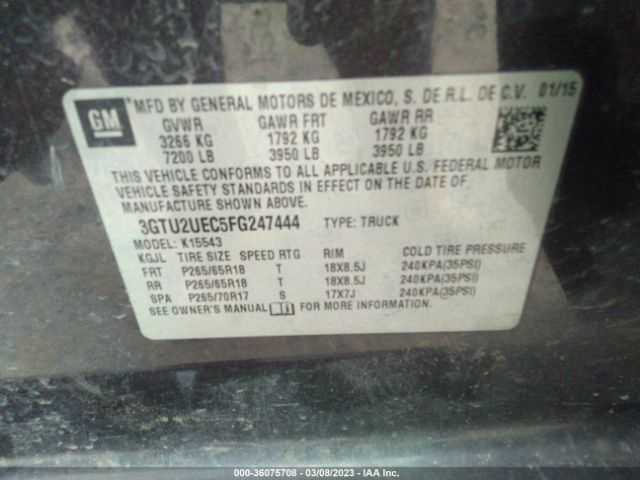 GM
MFD BY GENERAL MOTORS DE MEXICO, S. DE R.L. DE C.V. 01/15
GVWR GAWR FRT GAWR RR
3266 KG 1792 KG 1792 KG
7200 LB 3950 LB 3950 LB
THIS VEHICLE CONFORMS TO ALL APPLICABLE U.S. FEDERAL MOTOR
VEHICLE SAFETY STANDARDS IN EFFECT ON THE DATE OF
MANUFACTURE SHOWN ABOVE.
3GTU2UEC5FG247444 TYPE: TRUCK
MODEL: K15543
KGJL TIRE SIZE SPEED RTG RIM COLD TIRE PRESSURE
FRT P265/65R18 T 18X8.5J 240KPA(35PSI)
RR P265/65R18 T 18X8.5J 240KPA(35PSI)
SPA P265/70R17 S 17X7J 240KPA(35PSI)
SEE OWNER'S MANUAL FOR MORE INFORMATION.
000-36075708 - 03/08/2023 - IAA Inc.